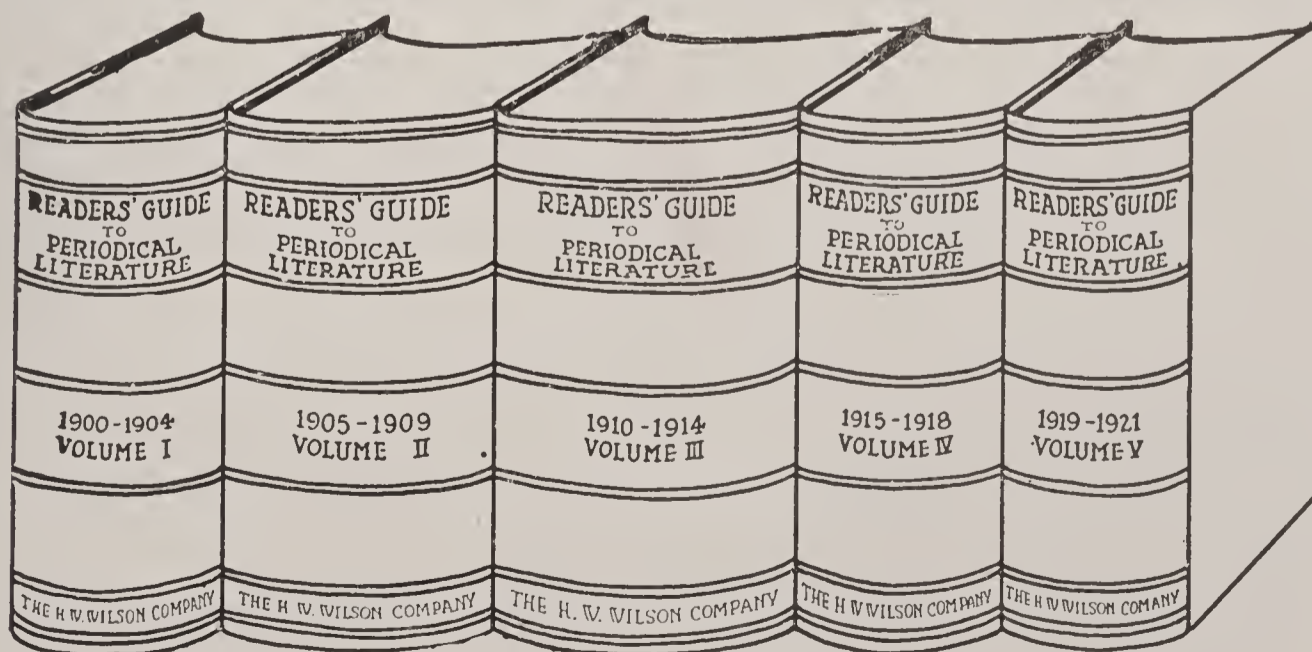 READERS' GUIDE
TO
PERIODICAL
LITERATURE
1900-1904
VOLUME I
THE H.W.WILSON COMPANY
READERS' GUIDE
TO
PERIODICAL
LITERATURE
1905-1909
VOLUME II
THE H W. WILSON COMPANY
READERS' GUIDE
TO
PERIODICAL
LITERATURE
1910-1914
VOLUME III
THE H. W. WILSON COMPANY
READERS' GUIDE
TO
PERIODICAL
LITERATURE
1915-1918
VOLUME IV
THE H W WILSON COMPANY
READERS' GUIDE
TO
PERIODICAL
LITERATURE.
1919-1921
VOLUME V
THE H W WILSON COMANY